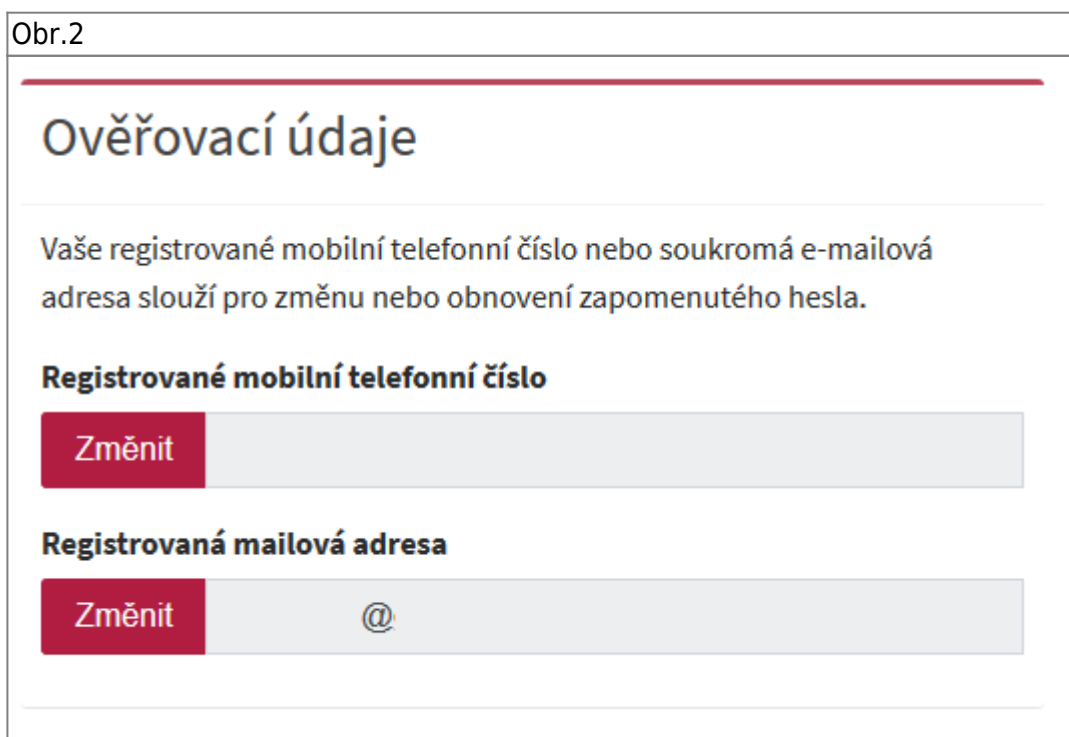 Obr.2
Ověřovací údaje
Vaše registrované mobilní telefonní číslo nebo soukromá e-mailová
adresa slouží pro změnu nebo obnovení zapomenutého hesla.
Registrované mobilní telefonní číslo
Změnit
Registrovaná mailová adresa
Změnit @